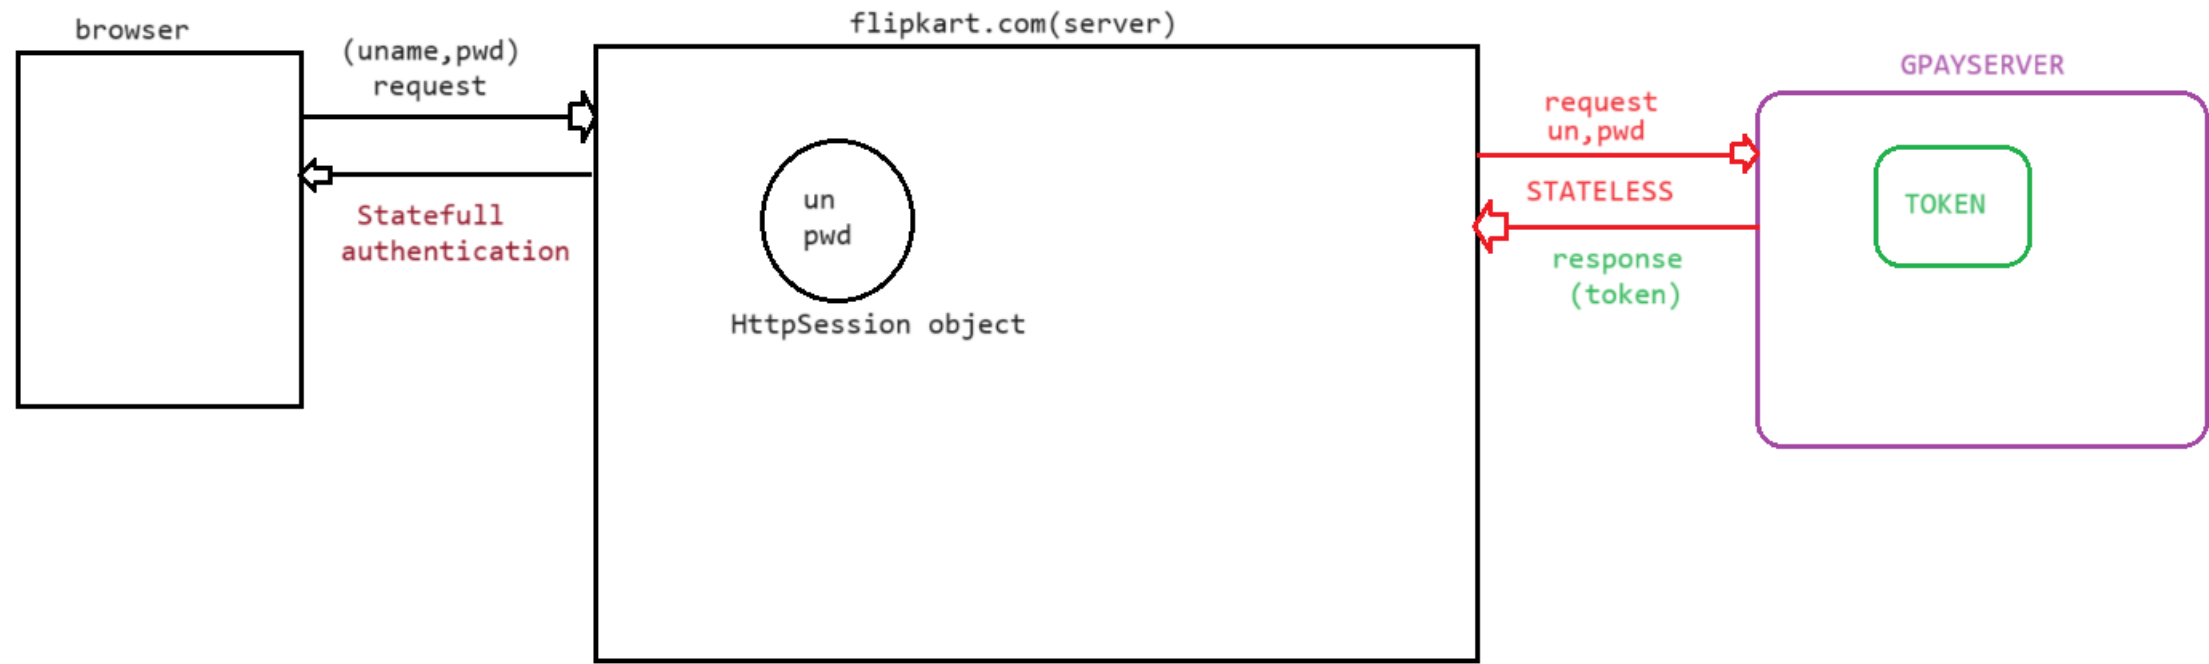 browser
(uname,pwd)
request
Statefull
authentication
flipkart.com(server)
un
pwd
HttpSession object
request
un,pwd
STATELESS
response
(token)
GPAYSERVER
TOKEN